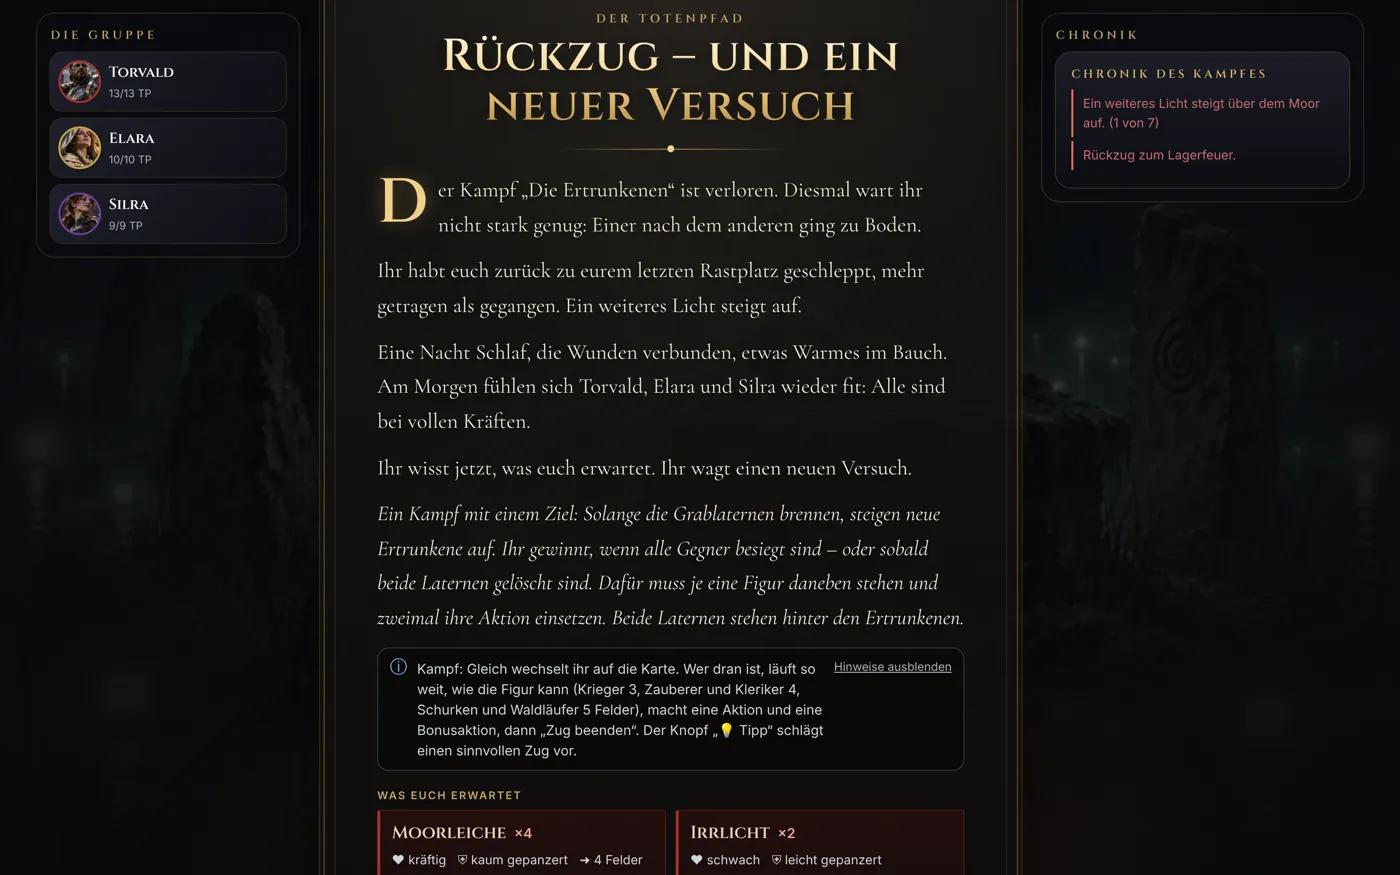 DIE GRUPPE
TORVALD
13/13 TP
ELARA
10/10 TP
SILRA
9/9 TP
DER TOTENPFAD
RÜCKZUG – UND EIN
NEUER VERSUCH
Der Kampf „Die Ertrunkenen“ ist verloren. Diesmal wart ihr
nicht stark genug: Einer nach dem anderen ging zu Boden.
Ihr habt euch zurück zu eurem letzten Rastplatz geschleppt, mehr
getragen als gegangen. Ein weiteres Licht steigt auf.
Eine Nacht Schlaf, die Wunden verbunden, etwas Warmes im Bauch.
Am Morgen fühlen sich Torvald, Elara und Silra wieder fit: Alle sind
bei vollen Kräften.
Ihr wisst jetzt, was euch erwartet. Ihr wagt einen neuen Versuch.
Ein Kampf mit einem Ziel: Solange die Grablaternen brennen, steigen neue
Ertrunkene auf. Ihr gewinnt, wenn alle Gegner besiegt sind – oder sobald
beide Laternen gelöscht sind. Dafür muss je eine Figur daneben stehen und
zweimal ihre Aktion einsetzen. Beide Laternen stehen hinter den Ertrunkenen.
Kampf: Gleich wechselt ihr auf die Karte. Wer dran ist, läuft so
weit, wie die Figur kann (Krieger 3, Zauberer und Kleriker 4,
Schurken und Waldläufer 5 Felder), macht eine Aktion und eine
Bonusaktion, dann „Zug beenden“. Der Knopf „💡 Tipp“ schlägt
einen sinnvollen Zug vor.
Hinweise ausblenden
WAS EUCH ERWARTET
MOORLEICHE ×4
♥ kräftig ⛨ kaum gepanzert ➜ 4 Felder
IRRLICHT ×2
♥ schwach ⛨ leicht gepanzert
CHRONIK
CHRONIK DES KAMPFES
Ein weiteres Licht steigt über dem Moor
auf. (1 von 7)
Rückzug zum Lagerfeuer.